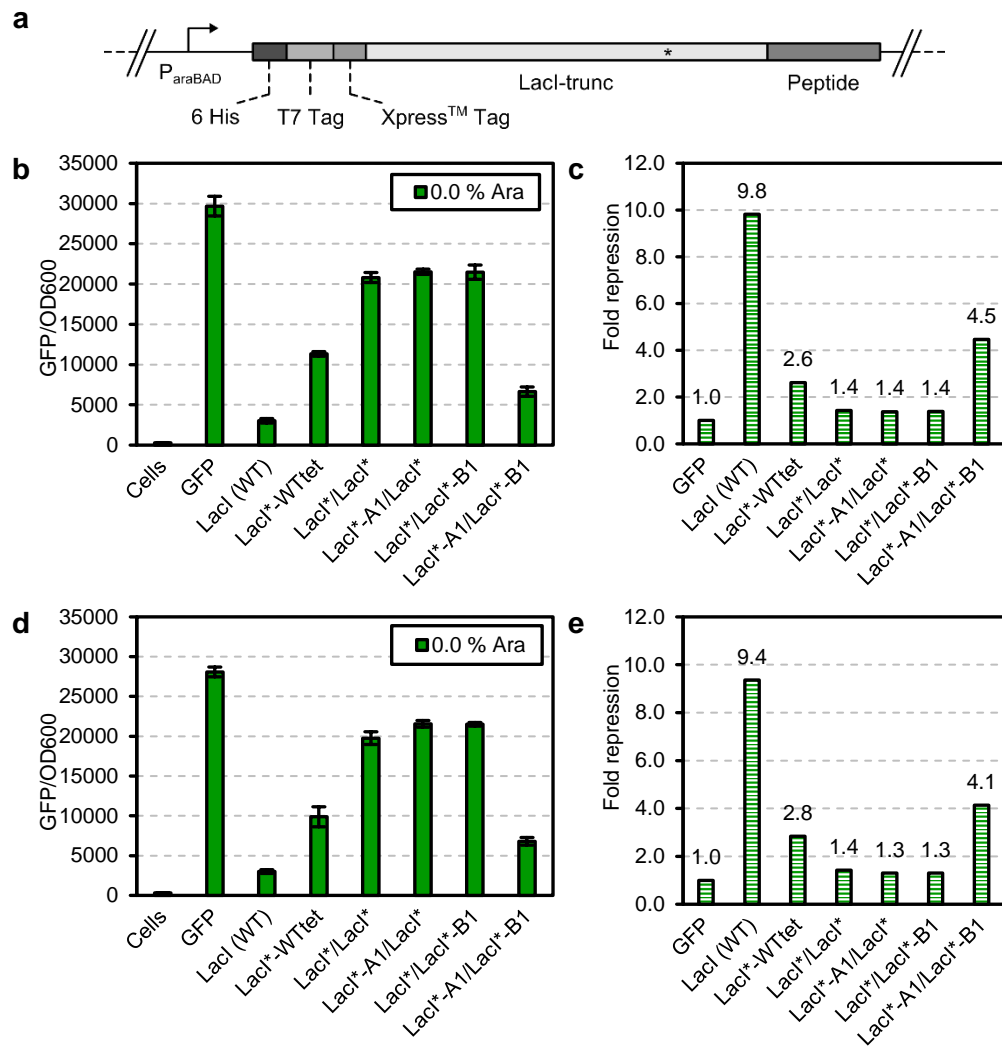 a
*
P_araBAD
LacI-trunc
Peptide
6 His
T7 Tag
Xpress™ Tag
b
GFP/OD600
35000
30000
25000
20000
15000
10000
5000
0
0.0 % Ara
Cells
GFP
LacI (WT)
LacI*-WTtet
LacI*/LacI*
LacI*-A1/LacI*
LacI*/LacI*-B1
LacI*-A1/LacI*-B1
c
Fold repression
12.0
10.0
8.0
6.0
4.0
2.0
0.0
1.0
9.8
2.6
1.4
1.4
1.4
4.5
GFP
LacI (WT)
LacI*-WTtet
LacI*/LacI*
LacI*-A1/LacI*
LacI*/LacI*-B1
LacI*-A1/LacI*-B1
d
GFP/OD600
35000
30000
25000
20000
15000
10000
5000
0
0.0 % Ara
Cells
GFP
LacI (WT)
LacI*-WTtet
LacI*/LacI*
LacI*-A1/LacI*
LacI*/LacI*-B1
LacI*-A1/LacI*-B1
e
Fold repression
12.0
10.0
8.0
6.0
4.0
2.0
0.0
1.0
9.4
2.8
1.4
1.3
1.3
4.1
GFP
LacI (WT)
LacI*-WTtet
LacI*/LacI*
LacI*-A1/LacI*
LacI*/LacI*-B1
LacI*-A1/LacI*-B1